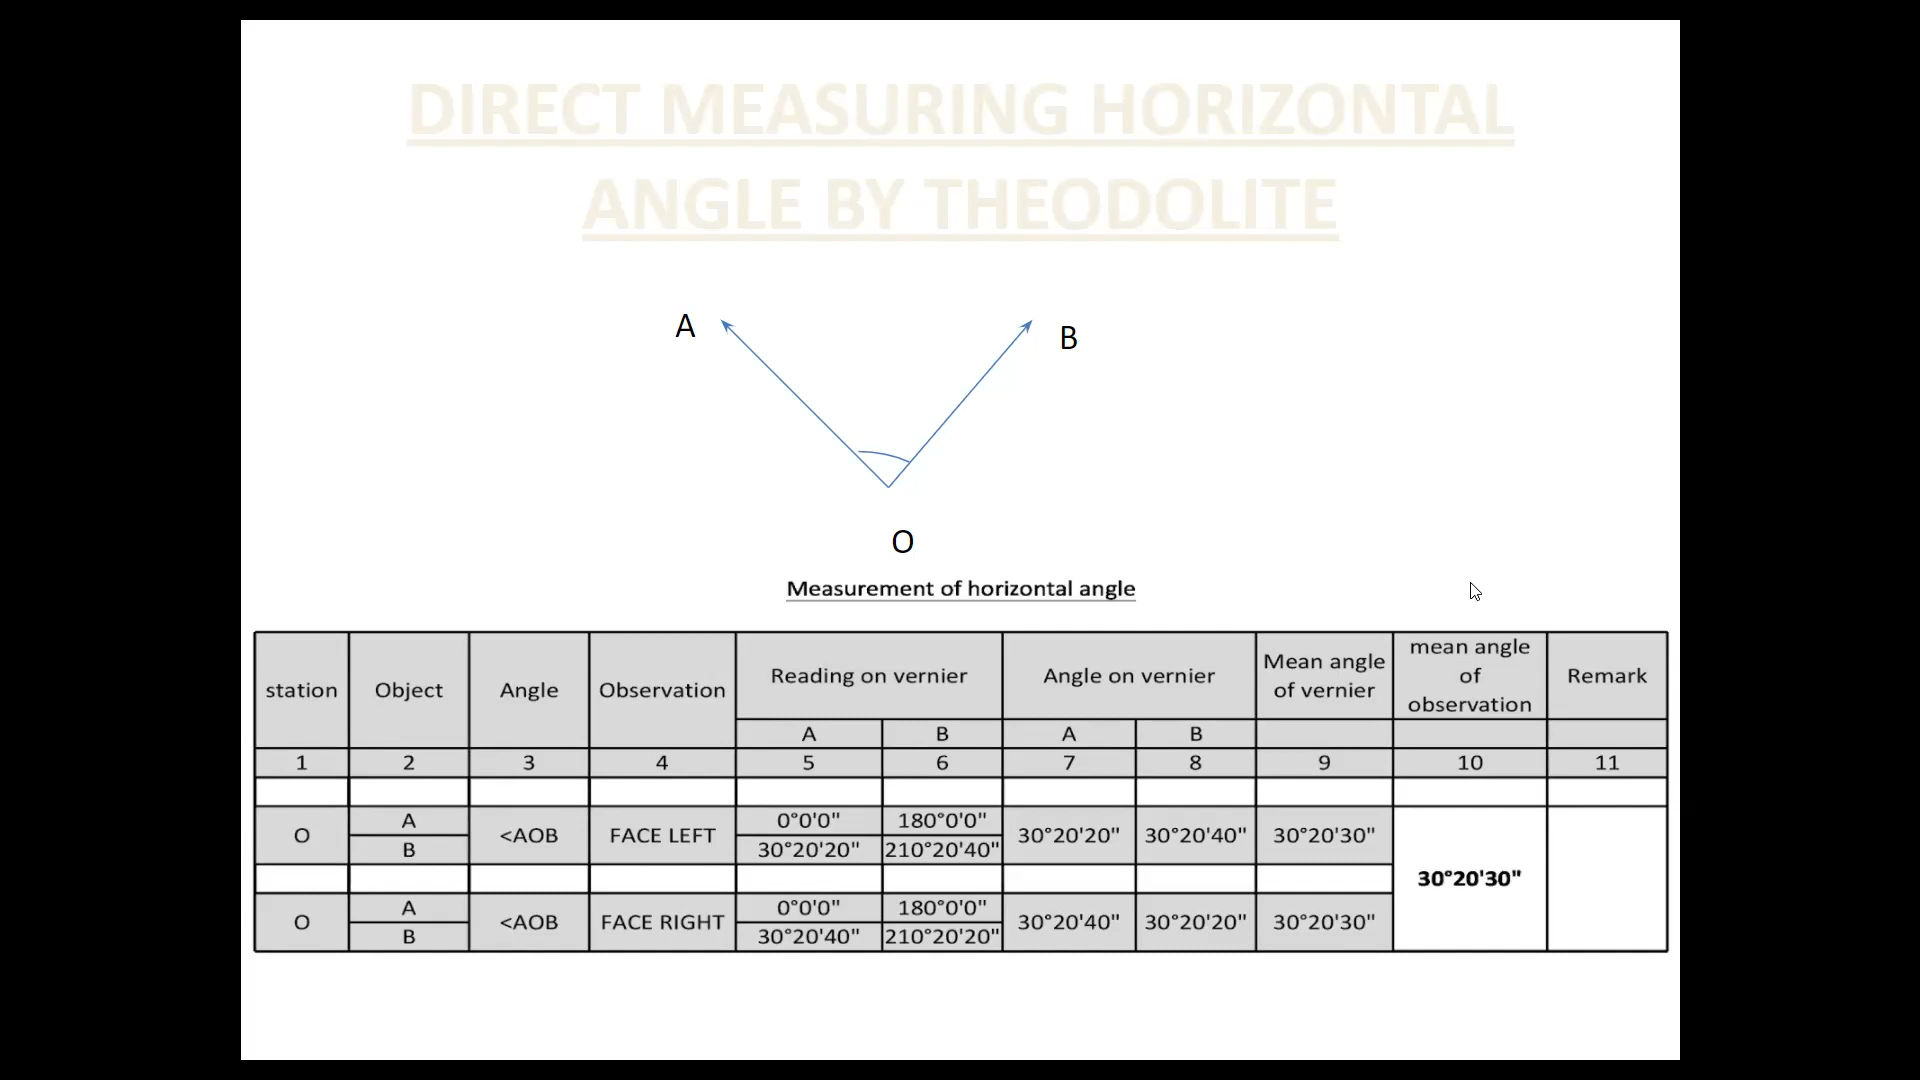 DIRECT MEASURING HORIZONTAL
ANGLE BY THEODOLITE
A
B
O
Measurement of horizontal angle
station Object Angle Observation Reading on vernier Angle on vernier Mean angle of vernier mean angle of observation Remark
A B A B
1 2 3 4 5 6 7 8 9 10 11
O A <AOB FACE LEFT 0°0'0" 180°0'0" 30°20'20" 30°20'40" 30°20'30"
B 30°20'20" 210°20'40"
30°20'30"
O A <AOB FACE RIGHT 0°0'0" 180°0'0" 30°20'40" 30°20'20" 30°20'30"
B 30°20'40" 210°20'20"